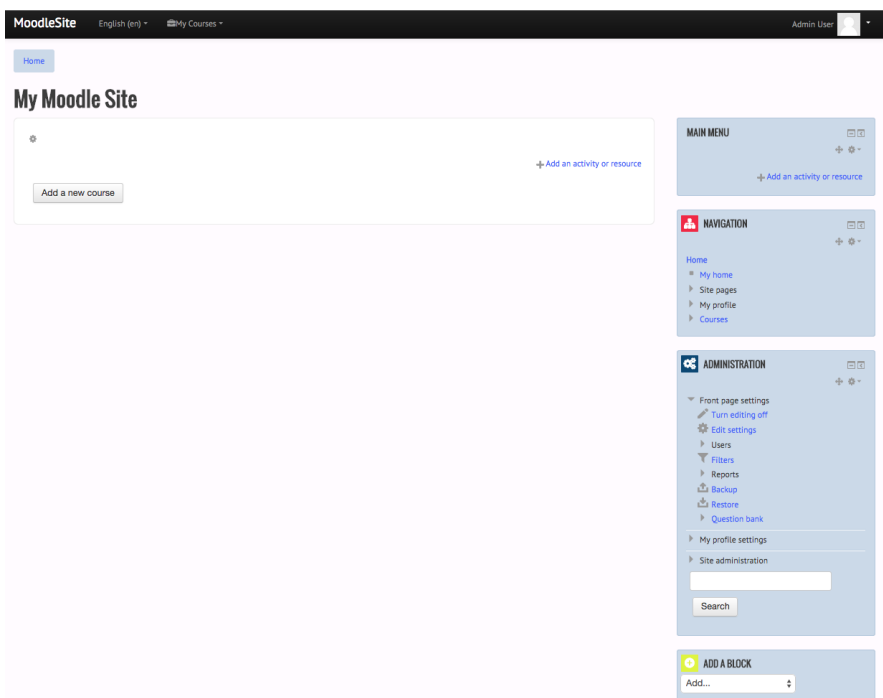 MoodleSite English (en) My Courses Admin User
Home
My Moodle Site
Add an activity or resource
Add a new course
MAIN MENU
Add an activity or resource
NAVIGATION
Home
My home
Site pages
My profile
Courses
ADMINISTRATION
Front page settings
Turn editing off
Edit settings
Users
Filters
Reports
Backup
Restore
Question bank
My profile settings
Site administration
Search
ADD A BLOCK
Add...